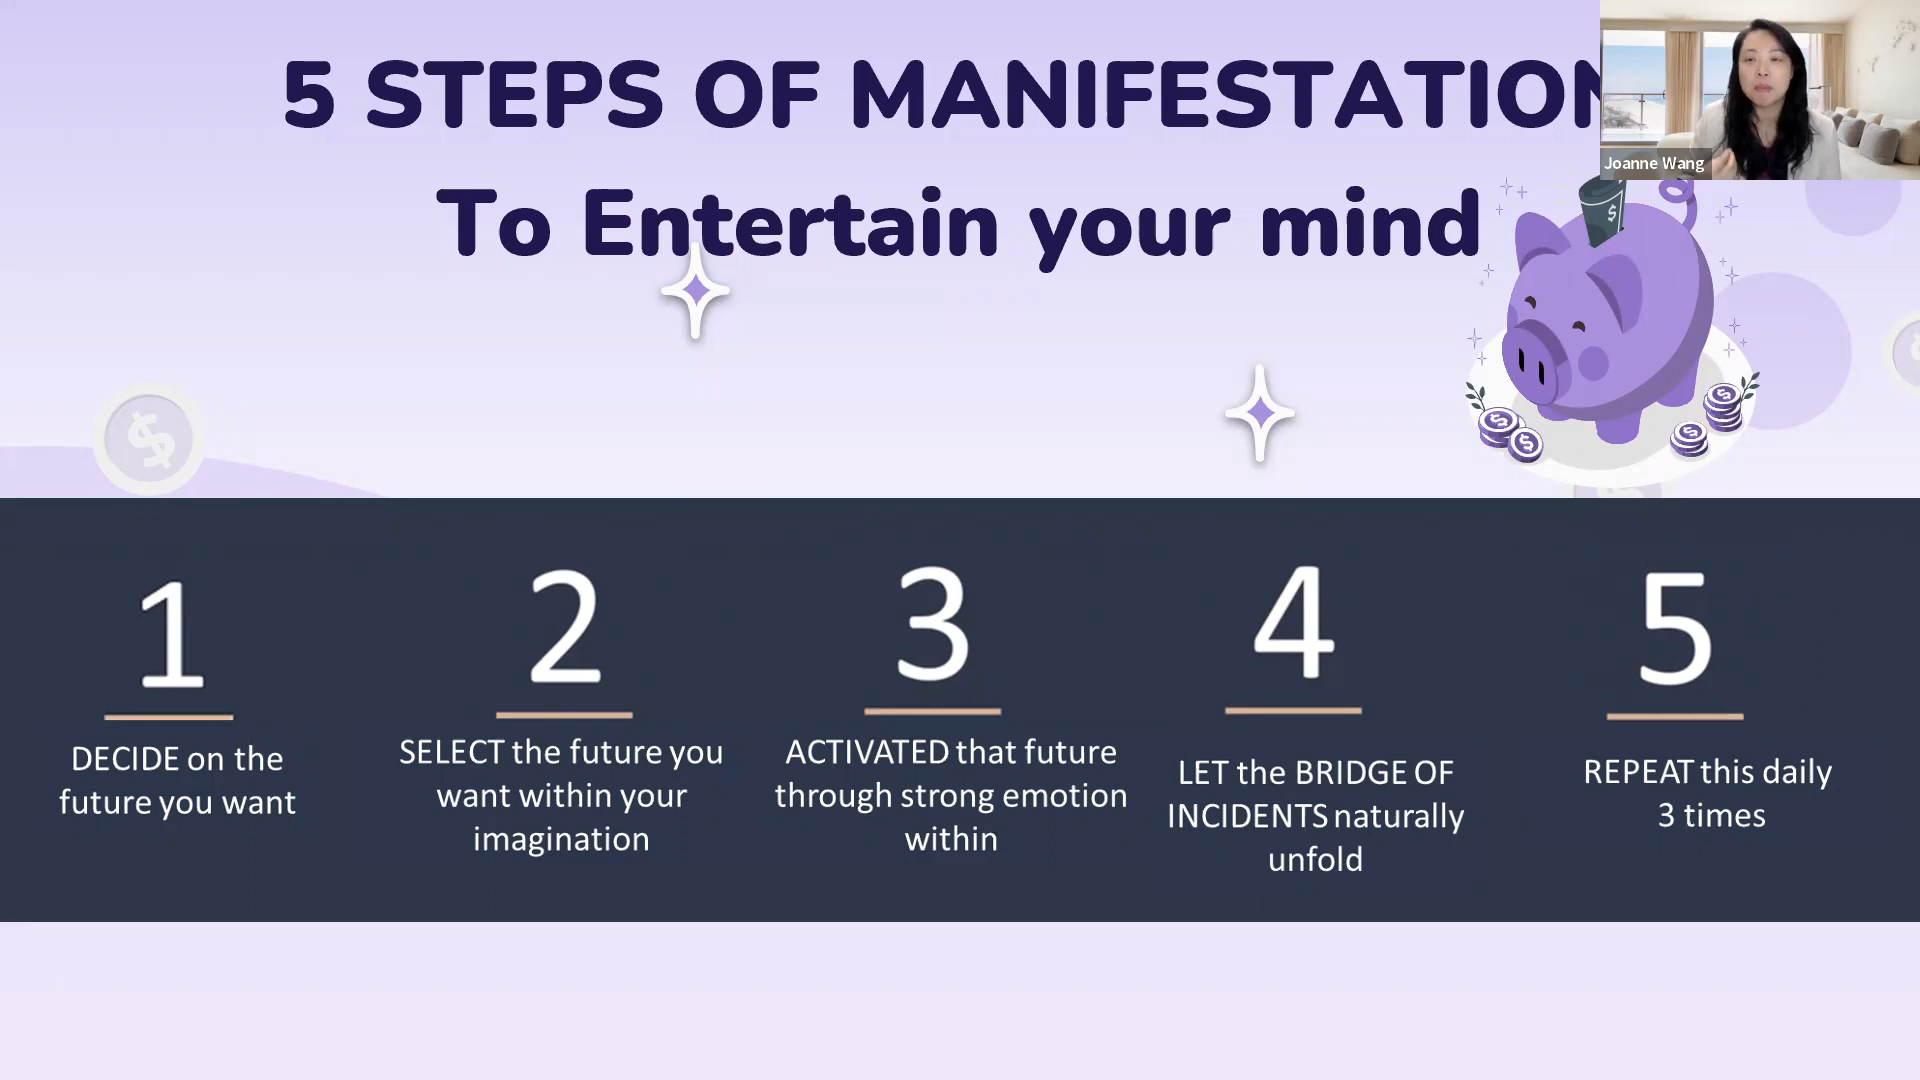 5 STEPS OF MANIFESTATION
To Entertain your mind
Joanne Wang
$
$
$
$
$
$
1
DECIDE on the
future you want
2
SELECT the future you
want within your
imagination
3
ACTIVATED that future
through strong emotion
within
4
LET the BRIDGE OF
INCIDENTS naturally
unfold
5
REPEAT this daily
3 times